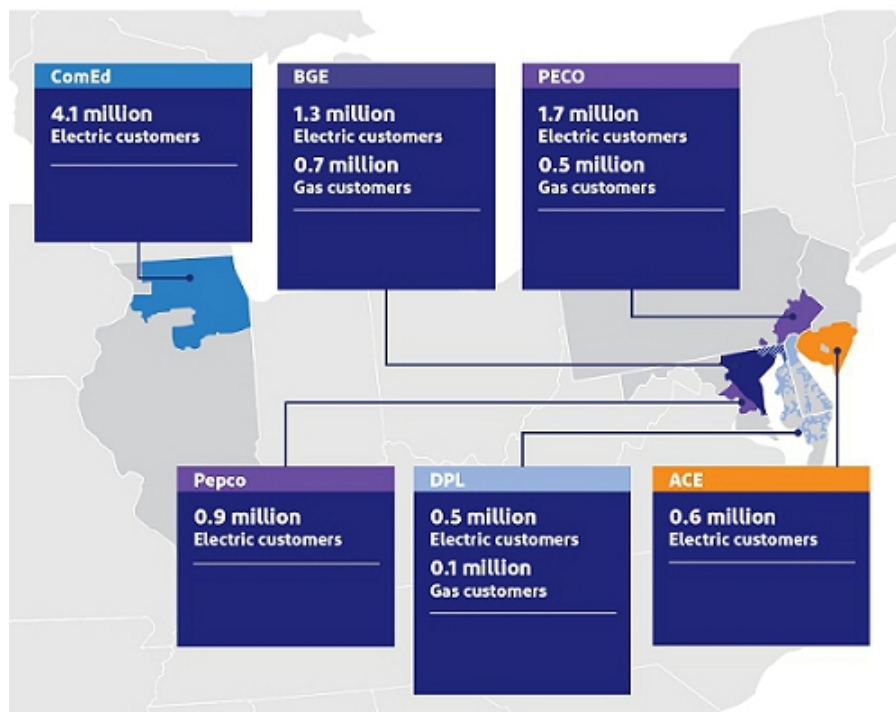 ComEd
4.1 million
Electric customers
BGE
1.3 million
Electric customers
0.7 million
Gas customers
PECO
1.7 million
Electric customers
0.5 million
Gas customers
Pepco
0.9 million
Electric customers
DPL
0.5 million
Electric customers
0.1 million
Gas customers
ACE
0.6 million
Electric customers